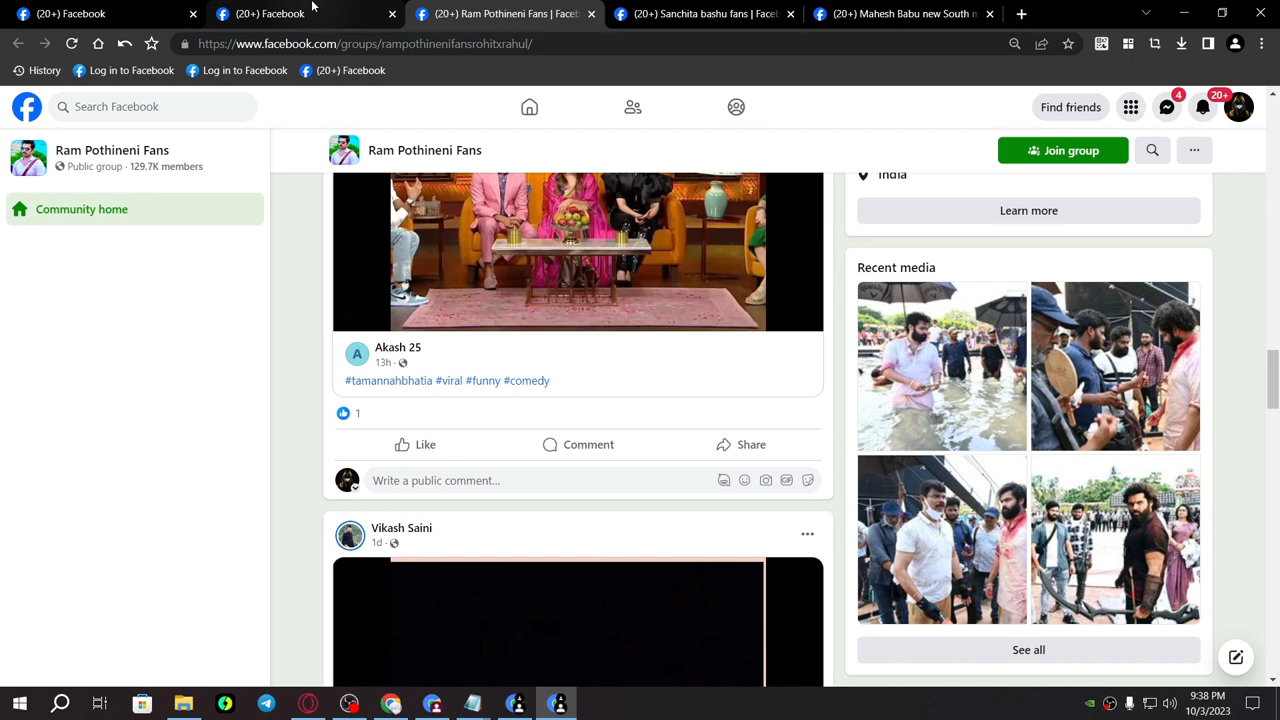 (20+) Facebook
(20+) Facebook
(20+) Ram Pothineni Fans | Faceb
(20+) Sanchita bashu fans | Faceb
(20+) Mahesh Babu new South m
https://www.facebook.com/groups/rampothinenifansrohitxrahul/
History
Log in to Facebook
Log in to Facebook
(20+) Facebook
Search Facebook
Find friends
4
20+
Ram Pothineni Fans
Public group · 129.7K members
Community home
Ram Pothineni Fans
Join group
India
Learn more
Recent media
See all
A
Akash 25
13h ·
#tamannahbhatia #viral #funny #comedy
1
Like
Comment
Share
Write a public comment...
GIF
Vikash Saini
1d ·
9:38 PM
10/3/2023